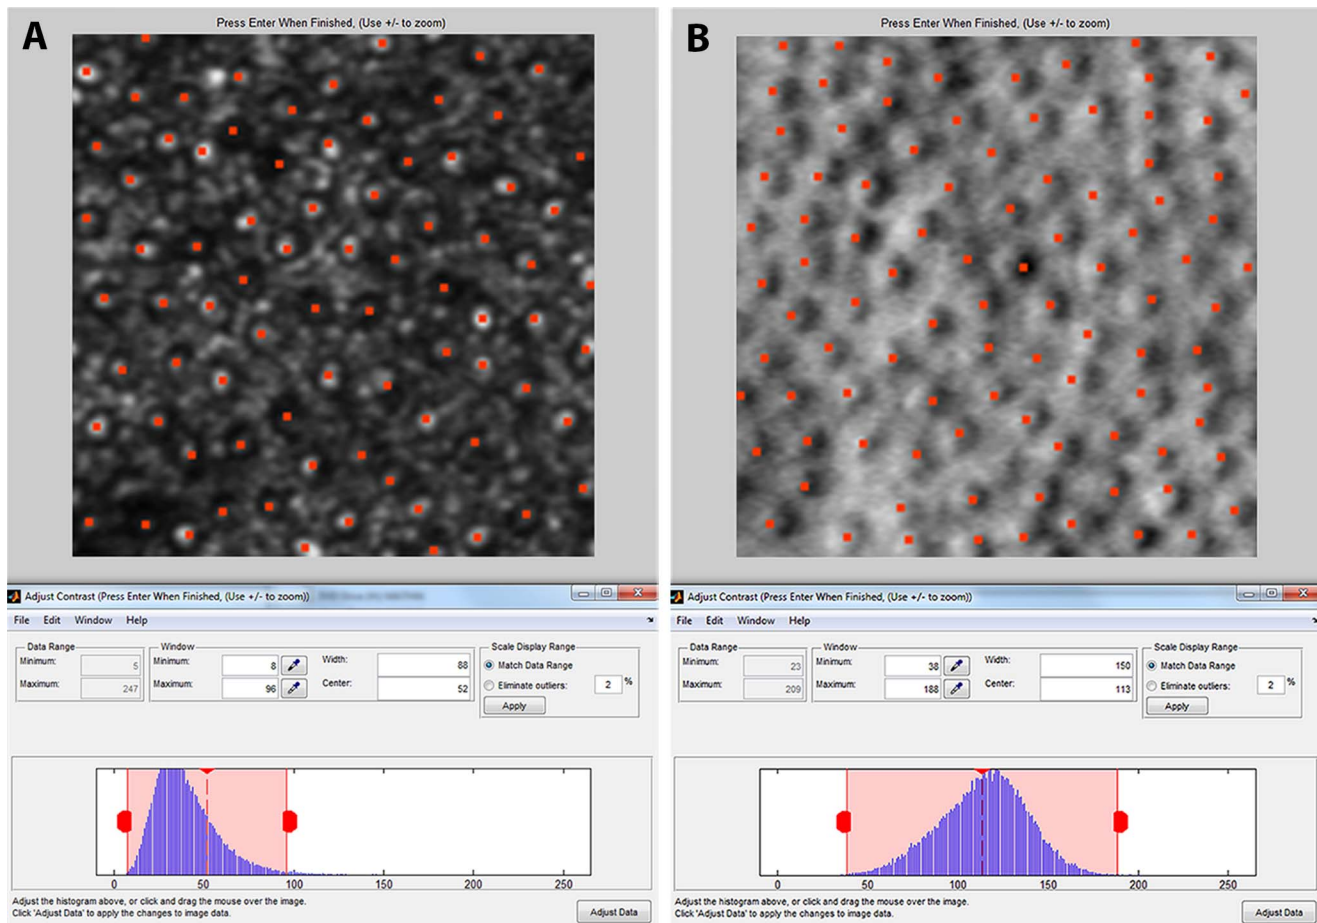 A
Press Enter When Finished, (Use +/- to zoom)
Adjust Contrast (Press Enter When Finished, (Use +/- to zoom))
File Edit Window Help
Data Range
Minimum: 5
Maximum: 247
Window
Minimum: 8
Maximum: 96
Width: 88
Center: 52
Scale Display Range
Match Data Range
Eliminate outliers: 2 %
Apply
0 50 100 150 200 250
Adjust the histogram above, or click and drag the mouse over the image.
Click 'Adjust Data' to apply the changes to image data.
Adjust Data
B
Press Enter When Finished, (Use +/- to zoom)
Adjust Contrast (Press Enter When Finished, (Use +/- to zoom))
File Edit Window Help
Data Range
Minimum: 23
Maximum: 209
Window
Minimum: 38
Maximum: 188
Width: 150
Center: 113
Scale Display Range
Match Data Range
Eliminate outliers: 2 %
Apply
0 50 100 150 200 250
Adjust the histogram above, or click and drag the mouse over the image.
Click 'Adjust Data' to apply the changes to image data.
Adjust Data